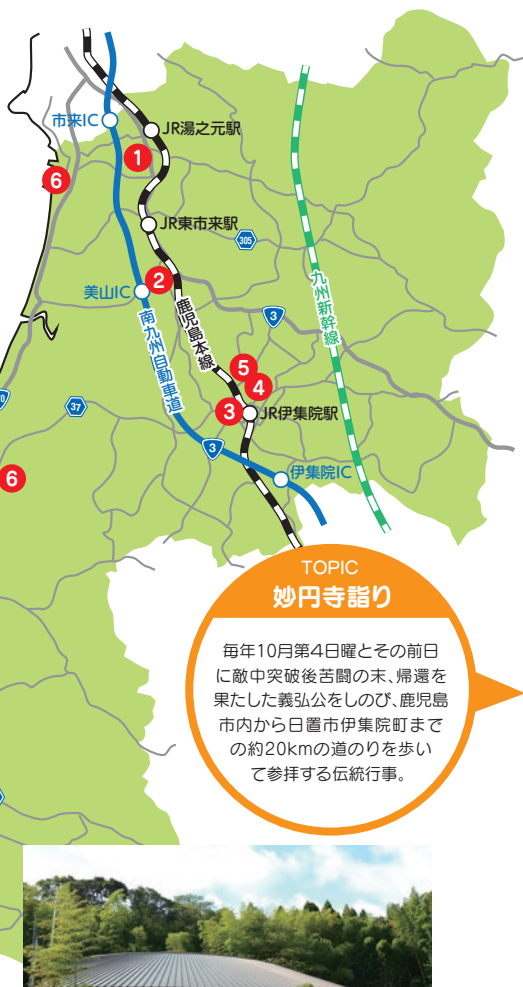 市来IC
JR湯之元駅
1
6
JR東市来駅
305
2
美山IC
鹿児島本線
南九州自動車道
3
九州新幹線
5
4
37
3
JR伊集院駅
3
6
伊集院IC
TOPIC
妙円寺詣り
毎年10月第4日曜とその前日
に敵中突破後苦闘の末、帰還を
果たした義弘公をしのび、鹿児島
市内から日置市伊集院町まで
の約20kmの道のりを歩い
て参拝する伝統行事。